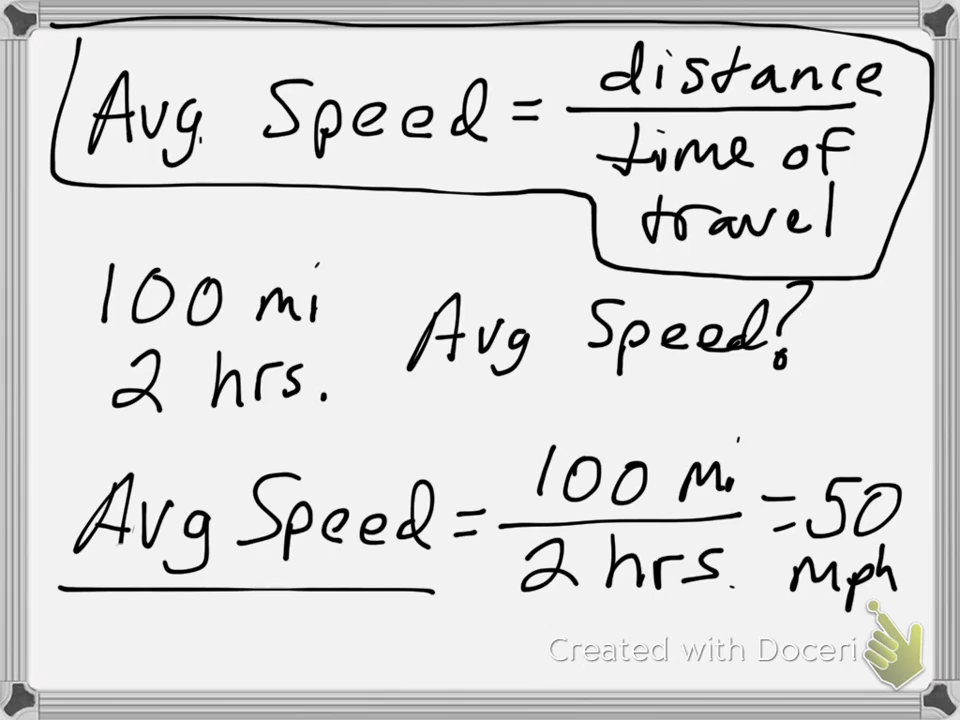 Avg. Speed = distance / time of travel
100 mi
2 hrs.
Avg Speed?
Avg Speed = 100 mi / 2 hrs. = 50 mph
Created with Doceri